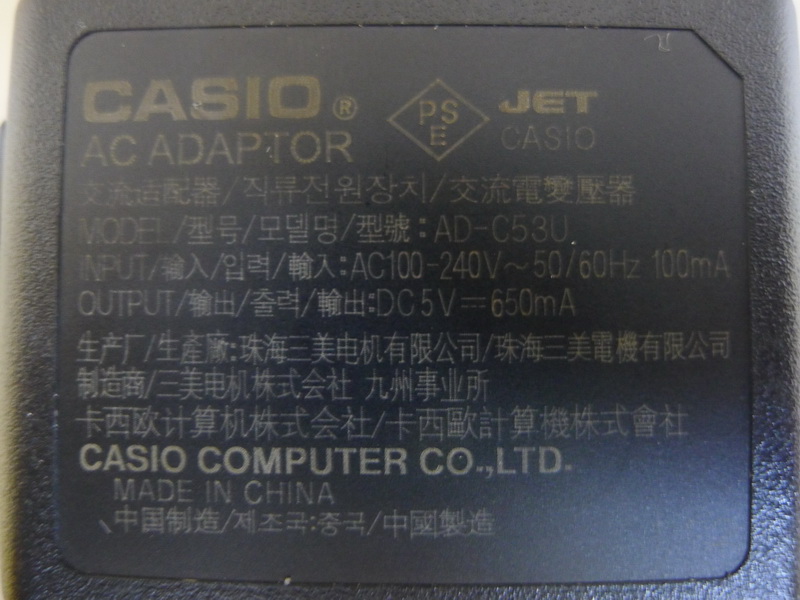 CASIO® PSE JET
AC ADAPTOR CASIO
交流适配器/직류전원장치/交流電變壓器
MODEL/型号/모델명/型號:AD-C53U
INPUT/输入/입력/輸入:AC100-240V～50/60Hz 100mA
OUTPUT/输出/출력/輸出:DC5V⎓650mA
生产厂/生產廠:珠海三美电机有限公司/珠海三美電機有限公司
制造商/三美电机株式会社 九州事业所
卡西欧计算机株式会社/卡西歐計算機株式會社
CASIO COMPUTER CO.,LTD.
MADE IN CHINA
中国制造/제조국:중국/中國製造